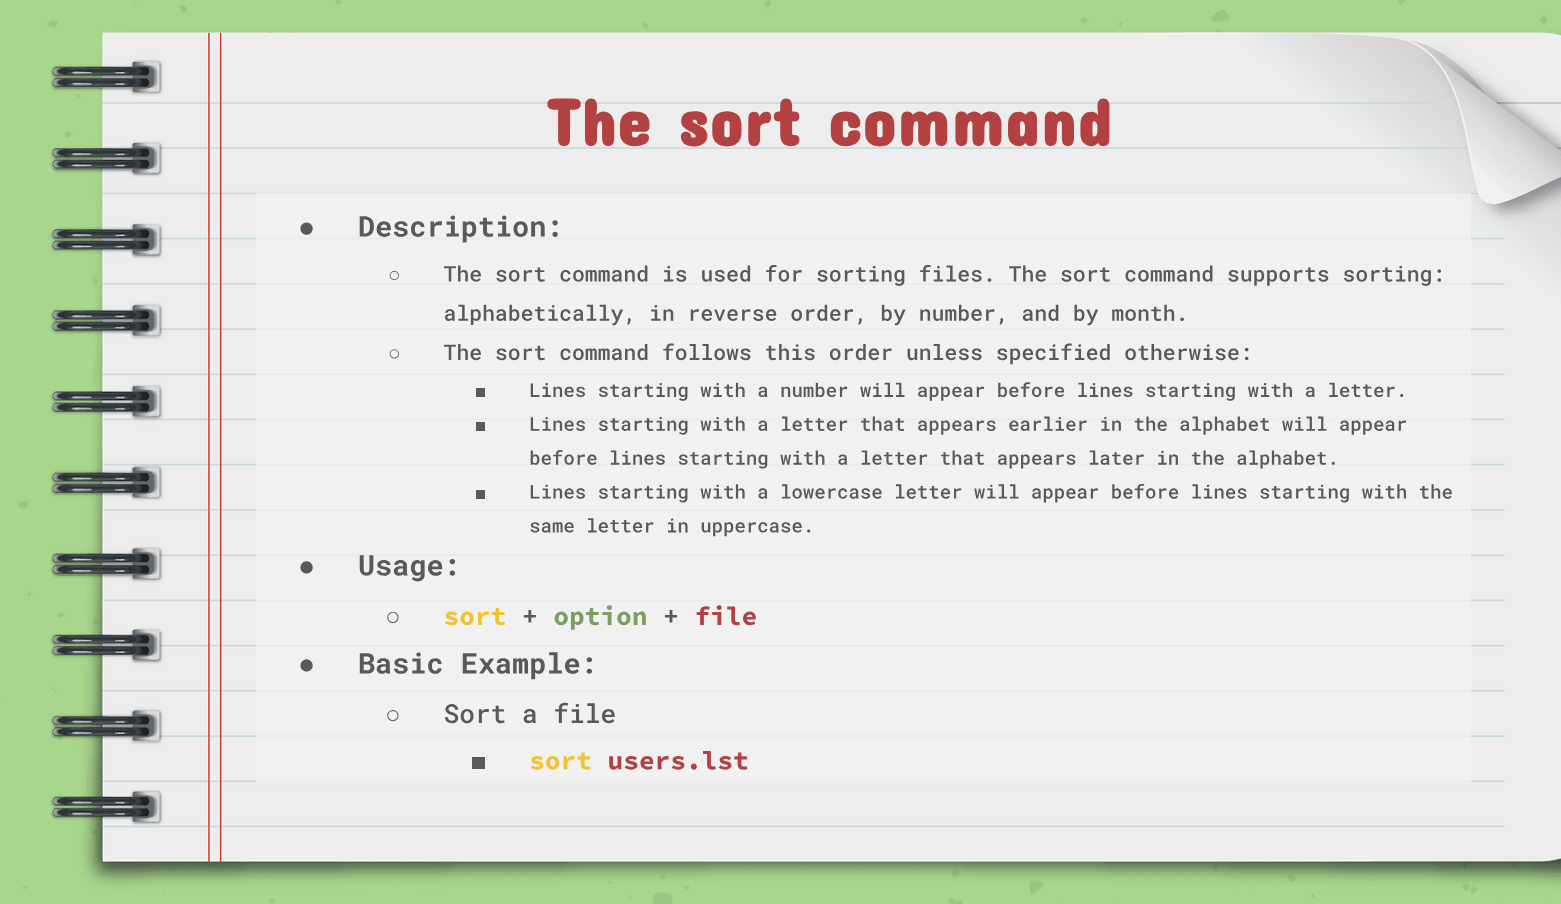 The sort command
● Description:
○ The sort command is used for sorting files. The sort command supports sorting:
alphabetically, in reverse order, by number, and by month.
○ The sort command follows this order unless specified otherwise:
■ Lines starting with a number will appear before lines starting with a letter.
■ Lines starting with a letter that appears earlier in the alphabet will appear
before lines starting with a letter that appears later in the alphabet.
■ Lines starting with a lowercase letter will appear before lines starting with the
same letter in uppercase.
● Usage:
○ sort + option + file
● Basic Example:
○ Sort a file
■ sort users.lst